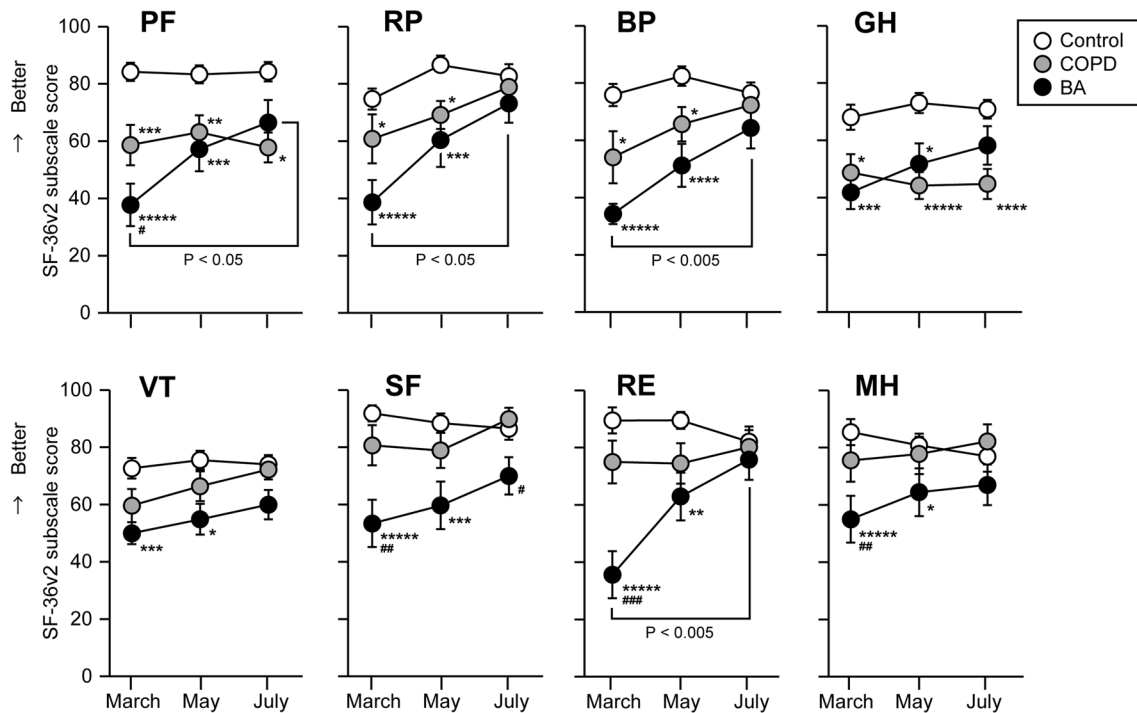 PF
RP
BP
GH
Control
COPD
BA
→ Better
SF-36v2 subscale score
100
80
60
40
20
0
***
**
*
***
*****
#
P < 0.05
*
*
***
*****
P < 0.05
*
*
****
*****
P < 0.005
*
*
***
*****
****
VT
SF
RE
MH
→ Better
SF-36v2 subscale score
100
80
60
40
20
0
***
*
*****
##
***
#
*****
###
**
P < 0.005
*****
##
*
March
May
July
March
May
July
March
May
July
March
May
July